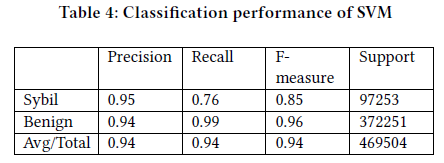 Table 4: Classification performance of SVM
Precision Recall F-measure Support
Sybil 0.95 0.76 0.85 97253
Benign 0.94 0.99 0.96 372251
Avg/Total 0.94 0.94 0.94 469504